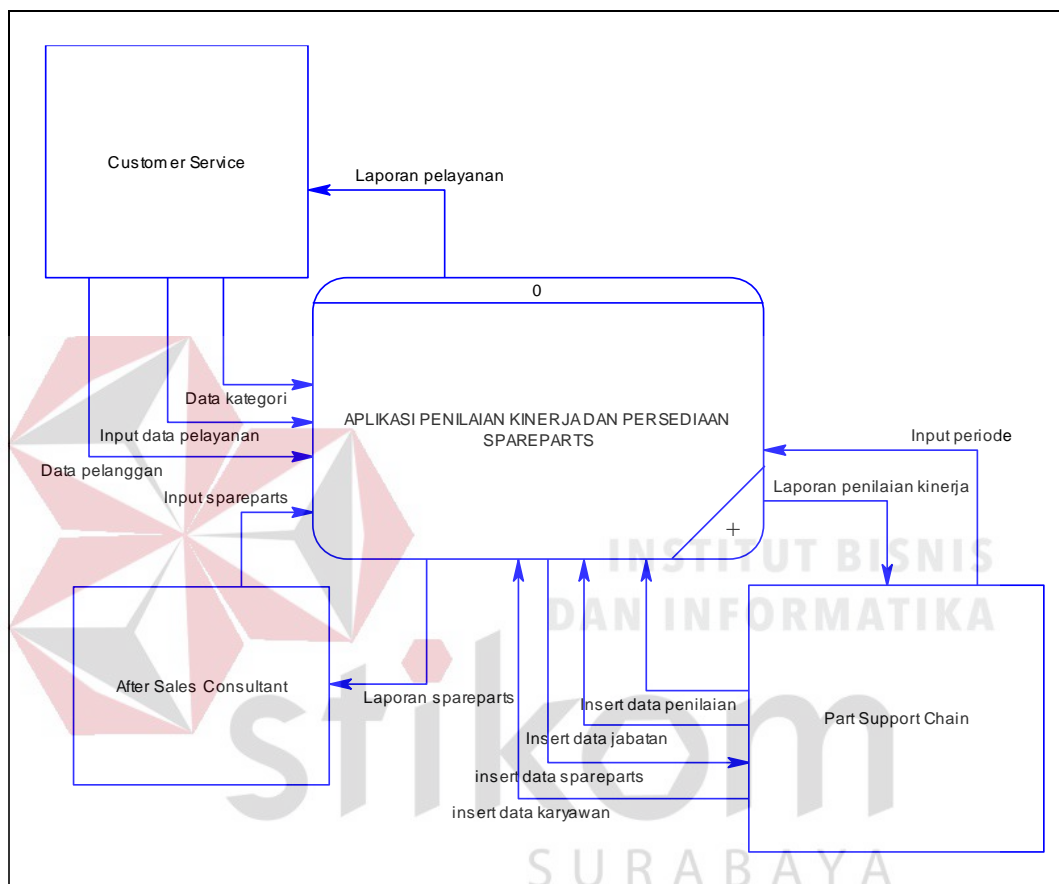 Customer Service
Laporan pelayanan
0
Data kategori
APLIKASI PENILAIAN KINERJA DAN PERSEDIAAN
SPAREPARTS
Input data pelayanan
Data pelanggan
Input spareparts
Input periode
Laporan penilaian kinerja
+
INSTITUT BISNIS
DAN INFORMATIKA
After Sales Consultant
Laporan spareparts
Insert data penilaian
Part Support Chain
Insert data jabatan
insert data spareparts
insert data karyawan
stikom
SURABAYA